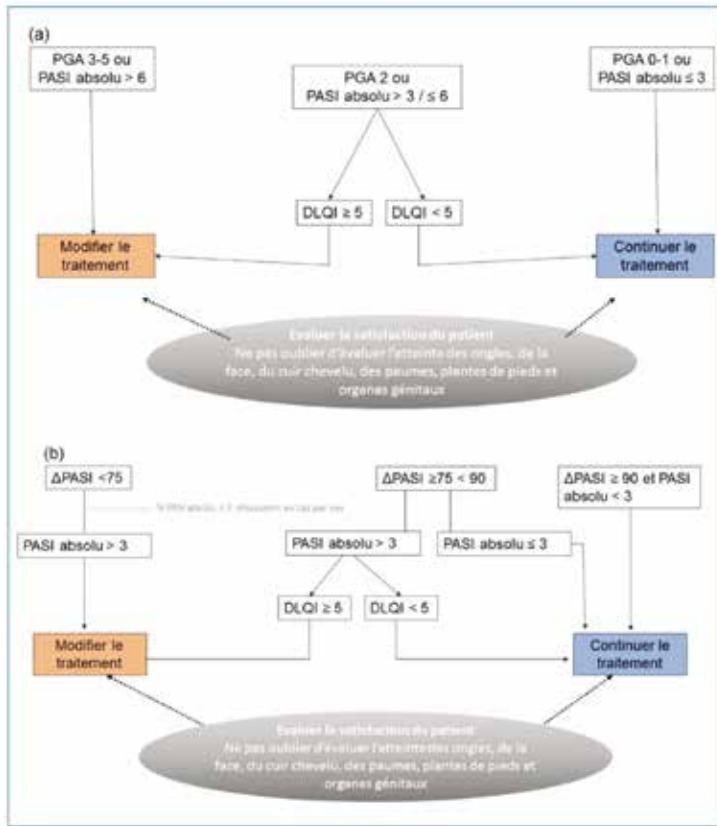 (a)
PGA 3-5 ou
PASI absolu > 6
PGA 2 ou
PASI absolu > 3 / ≤ 6
PGA 0-1 ou
PASI absolu ≤ 3
DLQI ≥ 5
DLQI < 5
Modifier le
traitement
Continuer le
traitement
Evaluer la satisfaction du patient
Ne pas oublier d'évaluer l'atteinte des ongles, de la
face, du cuir chevelu, des paumes, plantes de pieds et
organes génitaux
(b)
ΔPASI <75
ΔPASI ≥75 < 90
ΔPASI ≥ 90 et PASI
absolu < 3
PASI absolu > 3
PASI absolu > 3
PASI absolu ≤ 3
DLQI ≥ 5
DLQI < 5
Modifier le
traitement
Continuer le
traitement
Evaluer la satisfaction du patient
Ne pas oublier d'évaluer l'atteinte des ongles, de la
face, du cuir chevelu, des paumes, plantes de pieds et
organes génitaux